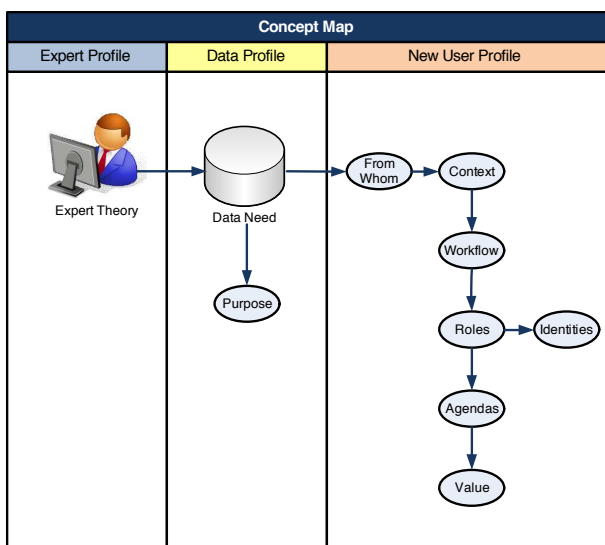 Concept Map
Expert Profile
Data Profile
New User Profile
From
Whom
Context
Expert Theory
Data Need
Workflow
Purpose
Roles
Identities
Agendas
Value